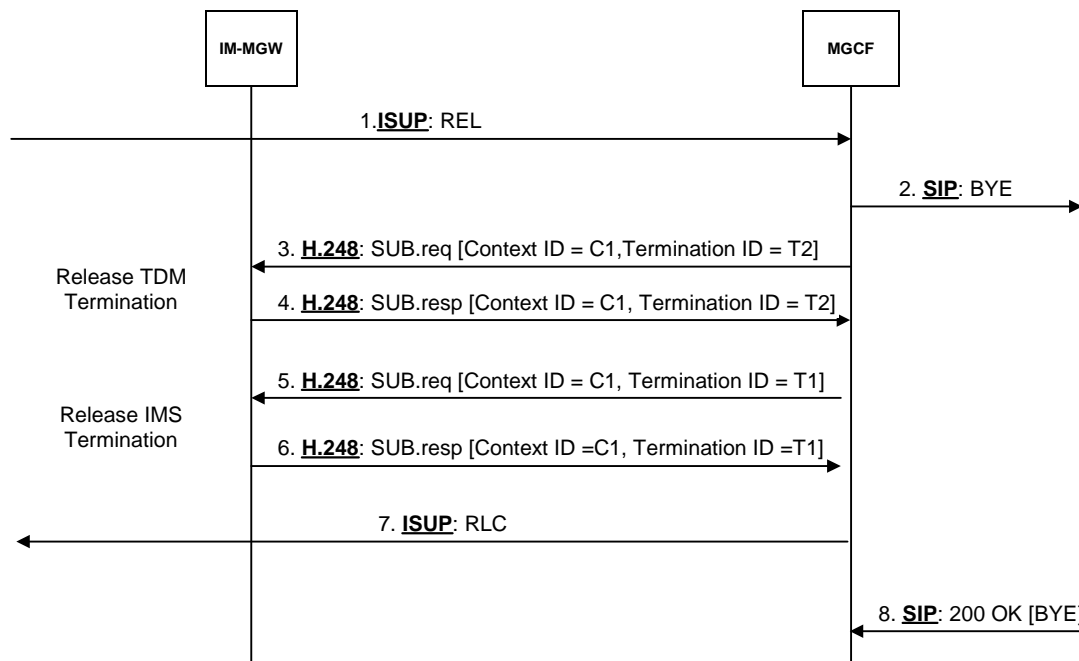 IM-MGW
MGCF
1.ISUP: REL
2. SIP: BYE
3. H.248: SUB.req [Context ID = C1,Termination ID = T2]
Release TDM
Termination
4. H.248: SUB.resp [Context ID = C1, Termination ID = T2]
5. H.248: SUB.req [Context ID = C1, Termination ID = T1]
Release IMS
Termination
6. H.248: SUB.resp [Context ID =C1, Termination ID =T1]
7. ISUP: RLC
8. SIP: 200 OK [BYE]